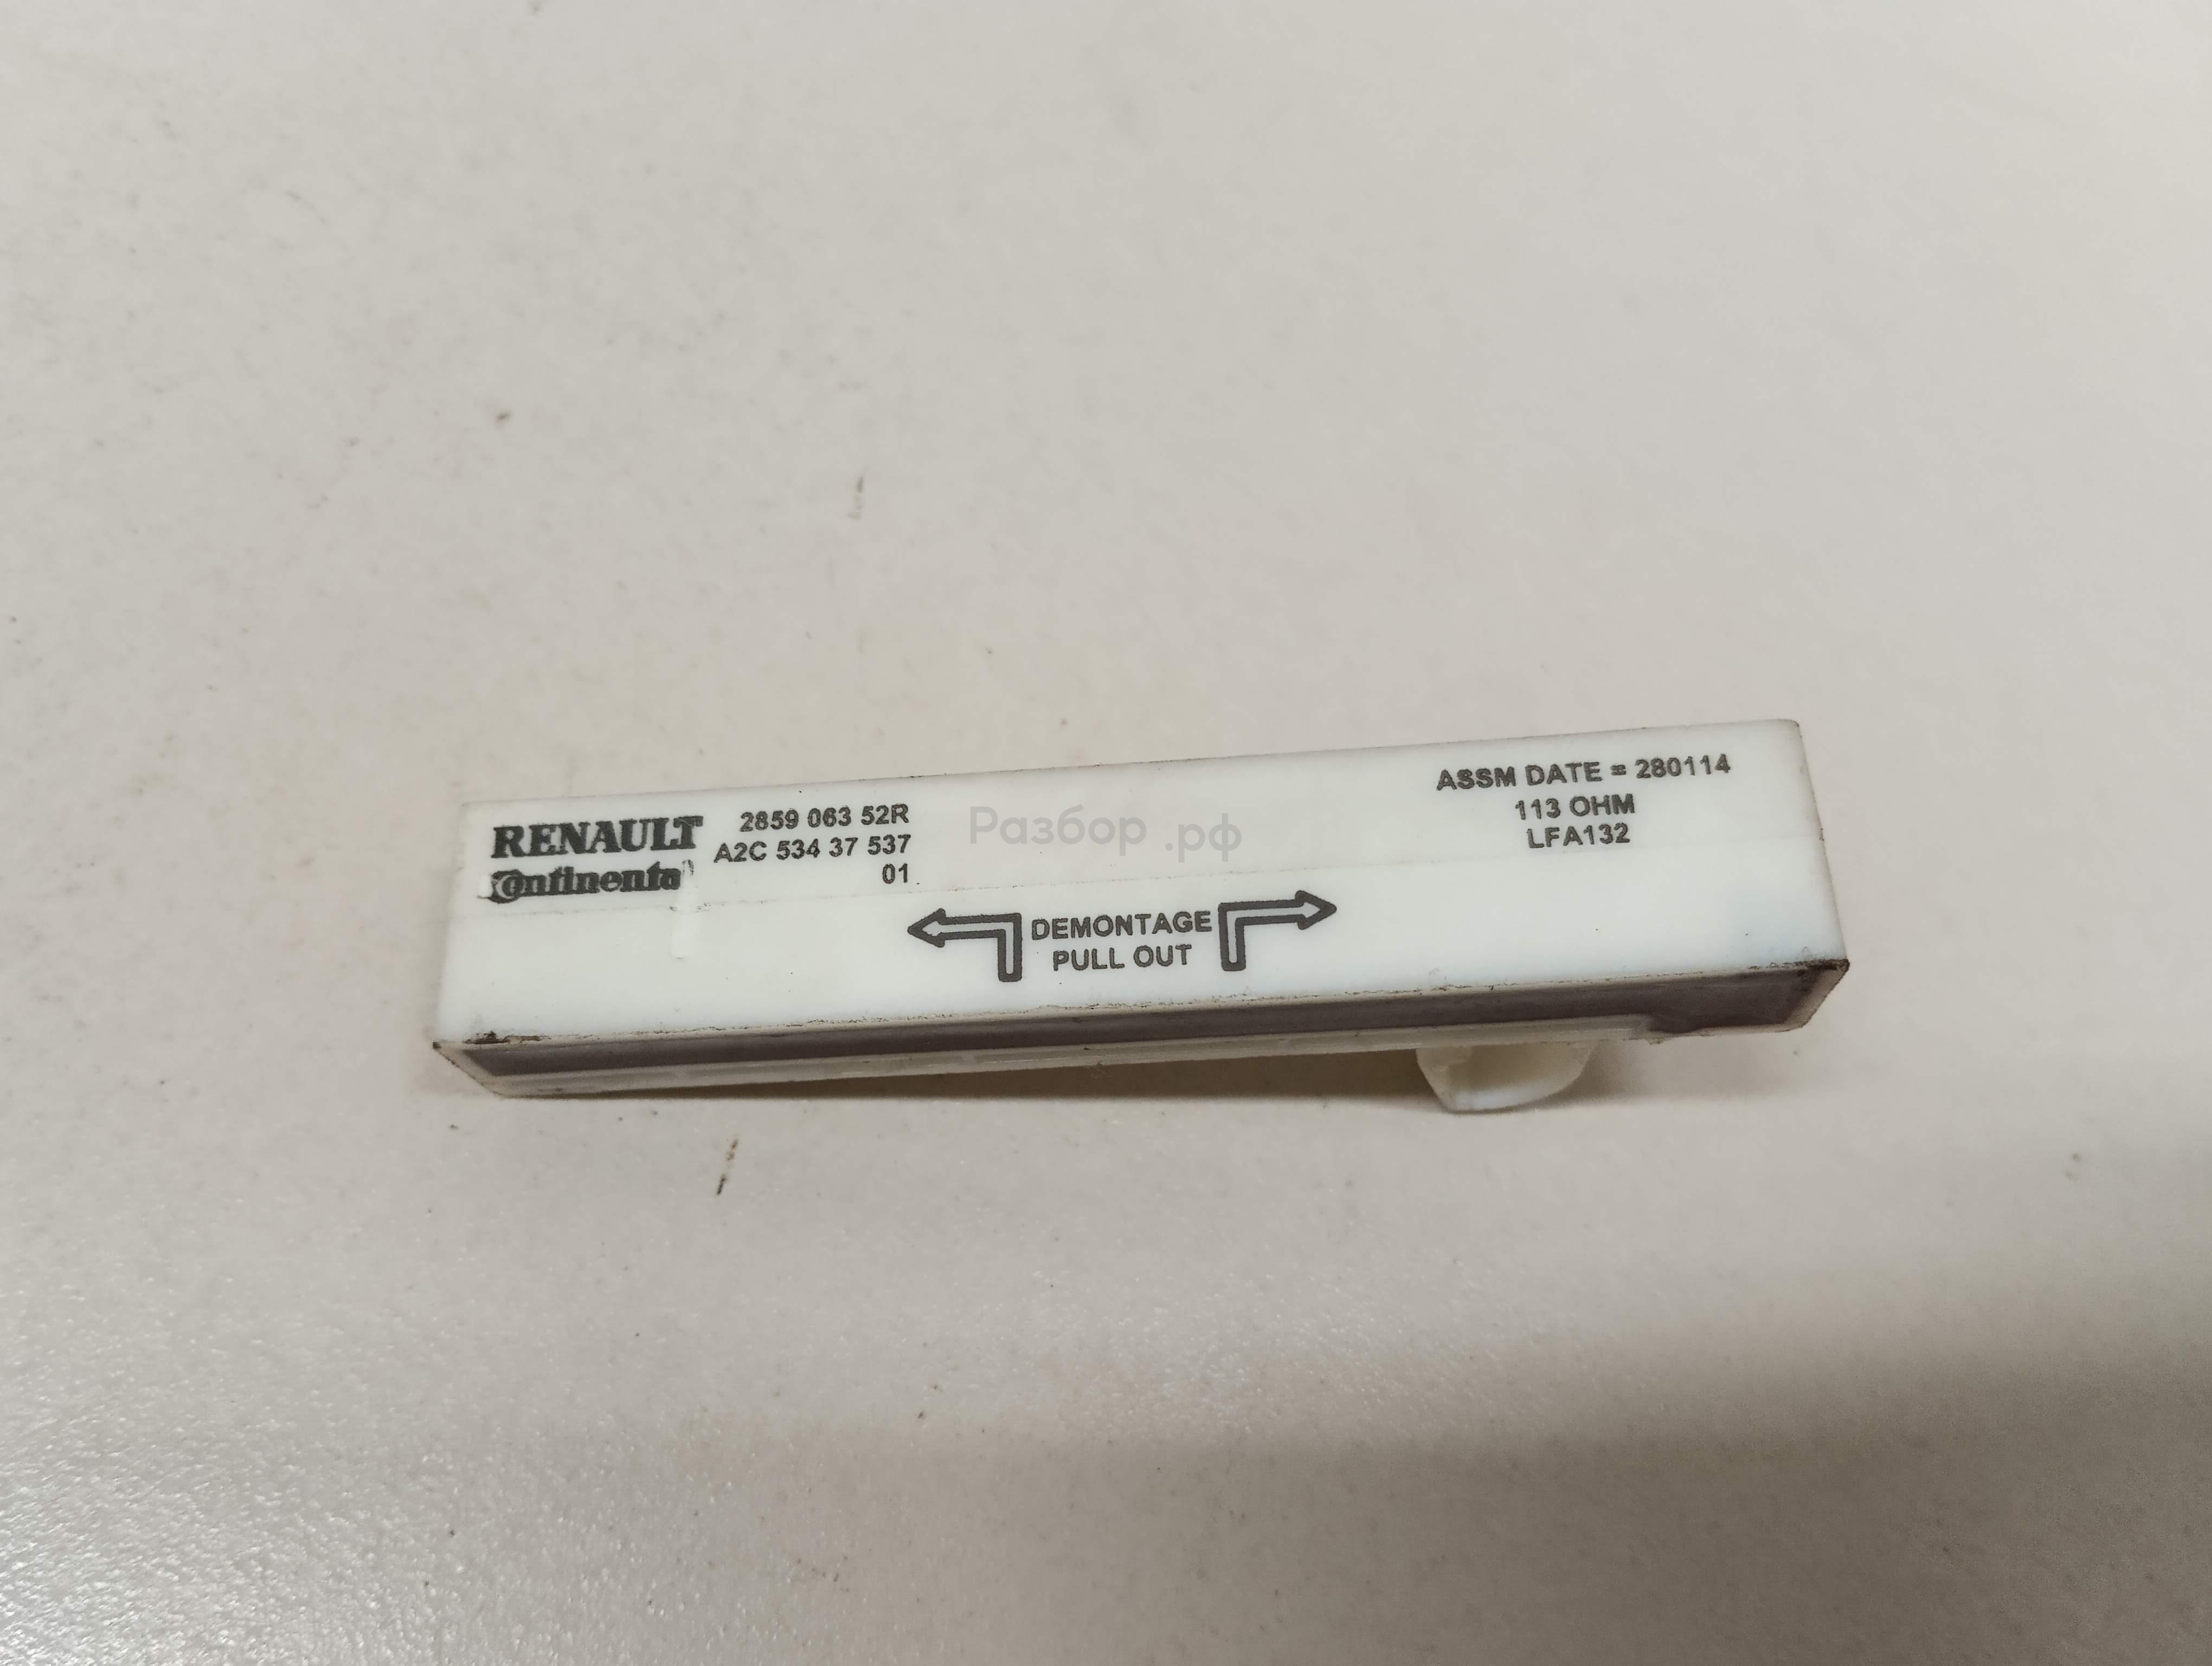 RENAULT
Continental
2859 063 52R
A2C 534 37 537
01
Разбор.рф
ASSM DATE = 280114
113 OHM
LFA132
DEMONTAGE
PULL OUT